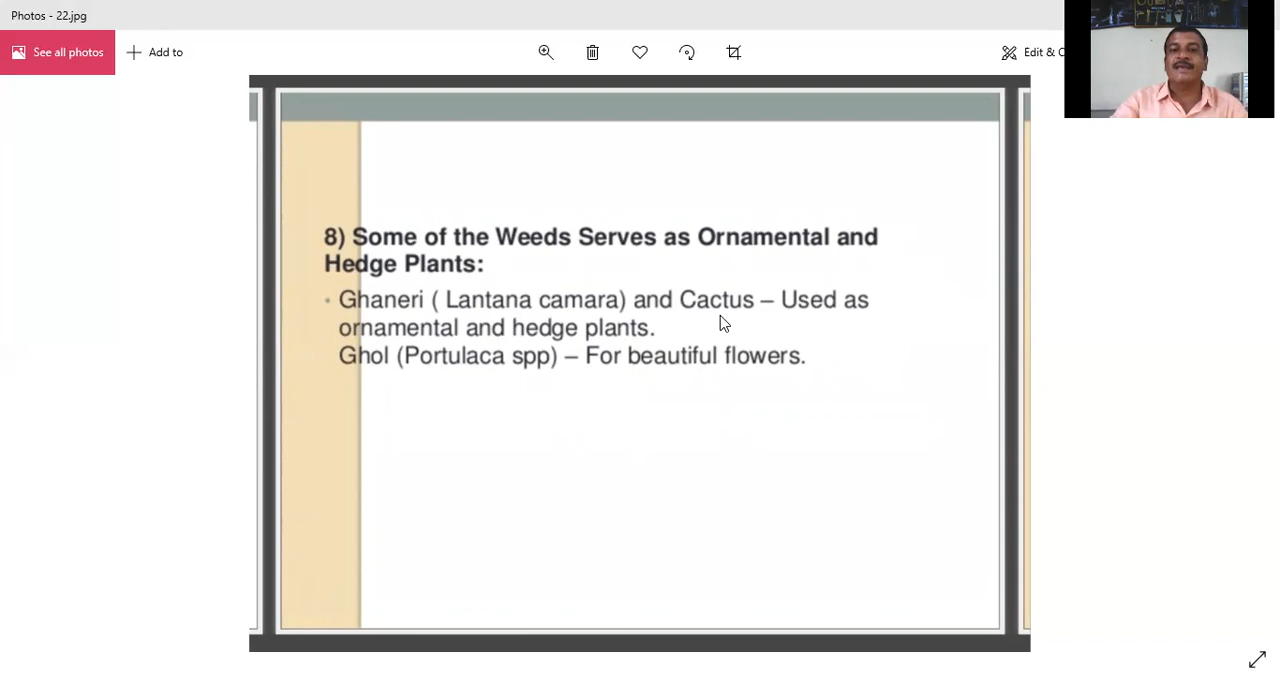 Photos - 22.jpg
See all photos
Add to
Edit &
8) Some of the Weeds Serves as Ornamental and
Hedge Plants:
• Ghaneri ( Lantana camara) and Cactus – Used as
ornamental and hedge plants.
Ghol (Portulaca spp) – For beautiful flowers.